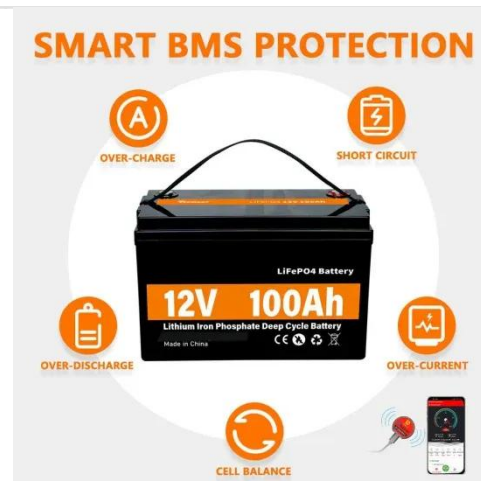 SMART BMS PROTECTION
A
OVER-CHARGE
SHORT CIRCUIT
LiFePO4 Battery
12V 100Ah
Lithium Iron Phosphate Deep Cycle Battery
Made in China
CE
OVER-DISCHARGE
OVER-CURRENT
CELL BALANCE